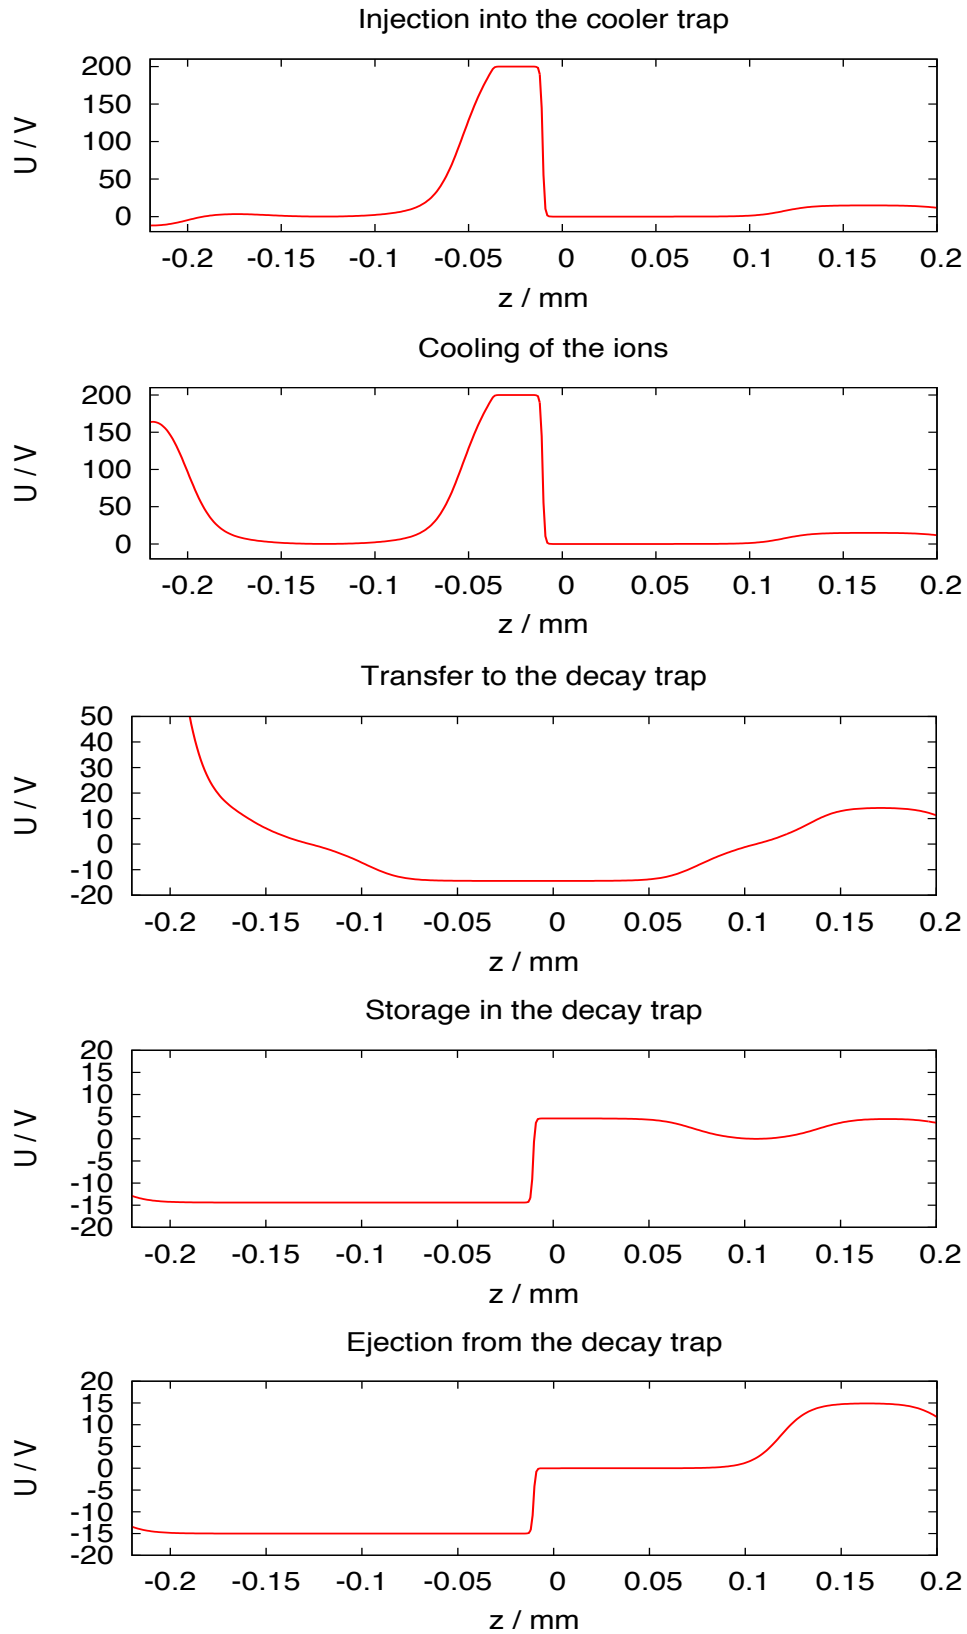 Injection into the cooler trap
200
150
100
50
0
U / V
-0.2 -0.15 -0.1 -0.05 0 0.05 0.1 0.15 0.2
z / mm
Cooling of the ions
200
150
100
50
0
U / V
-0.2 -0.15 -0.1 -0.05 0 0.05 0.1 0.15 0.2
z / mm
Transfer to the decay trap
50
40
30
20
10
0
-10
-20
U / V
-0.2 -0.15 -0.1 -0.05 0 0.05 0.1 0.15 0.2
z / mm
Storage in the decay trap
20
15
10
5
0
-5
-10
-15
-20
U / V
-0.2 -0.15 -0.1 -0.05 0 0.05 0.1 0.15 0.2
z / mm
Ejection from the decay trap
20
15
10
5
0
-5
-10
-15
-20
U / V
-0.2 -0.15 -0.1 -0.05 0 0.05 0.1 0.15 0.2
z / mm